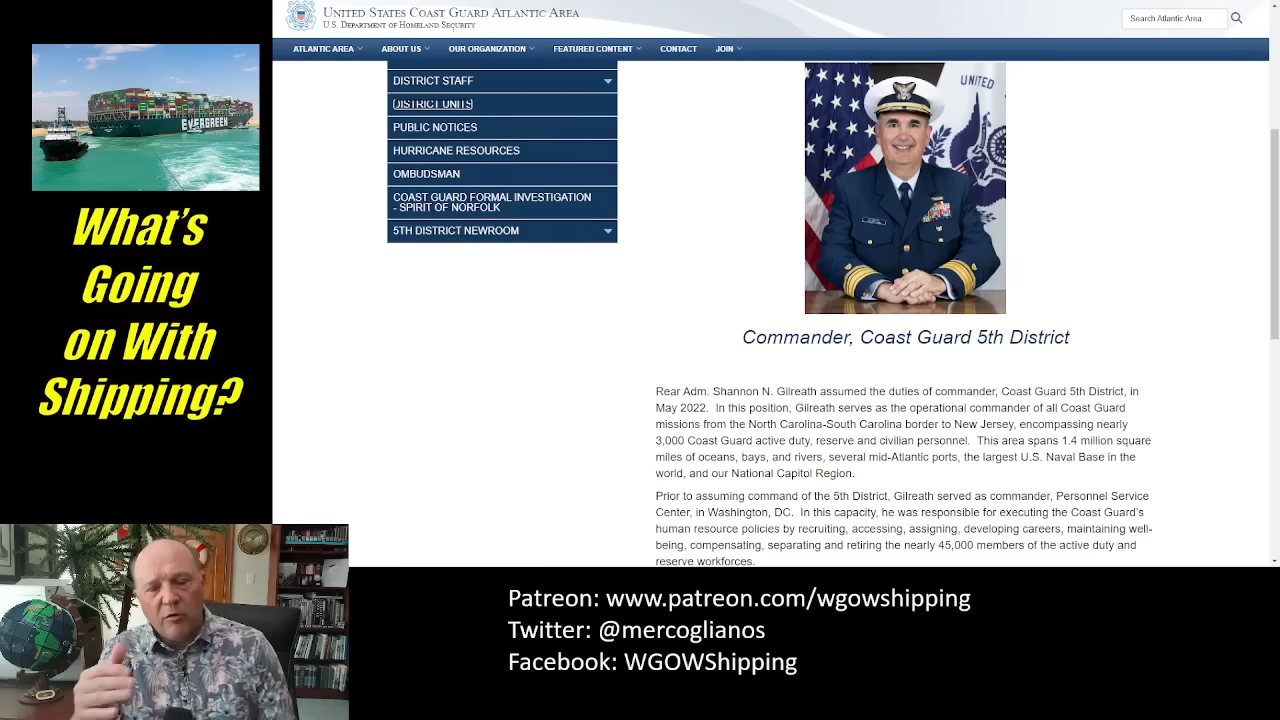 UNITED STATES COAST GUARD ATLANTIC AREA
U.S. DEPARTMENT OF HOMELAND SECURITY
Search Atlantic Area
ATLANTIC AREA
ABOUT US
OUR ORGANIZATION
FEATURED CONTENT
CONTACT
JOIN
DISTRICT STAFF
DISTRICT UNITS
PUBLIC NOTICES
HURRICANE RESOURCES
OMBUDSMAN
COAST GUARD FORMAL INVESTIGATION
- SPIRIT OF NORFOLK
5TH DISTRICT NEWROOM
UNITED
EVERGREEN
What's
Going
on With
Shipping?
Commander, Coast Guard 5th District
Rear Adm. Shannon N. Gilreath assumed the duties of commander, Coast Guard 5th District, in
May 2022. In this position, Gilreath serves as the operational commander of all Coast Guard
missions from the North Carolina-South Carolina border to New Jersey, encompassing nearly
3,000 Coast Guard active duty, reserve and civilian personnel. This area spans 1.4 million square
miles of oceans, bays, and rivers, several mid-Atlantic ports, the largest U.S. Naval Base in the
world, and our National Capitol Region.
Prior to assuming command of the 5th District, Gilreath served as commander, Personnel Service
Center, in Washington, DC. In this capacity, he was responsible for executing the Coast Guard's
human resource policies by recruiting, accessing, assigning, developing careers, maintaining well-
being, compensating, separating and retiring the nearly 45,000 members of the active duty and
reserve workforces.
Patreon: www.patreon.com/wgowshipping
Twitter: @mercoglianos
Facebook: WGOWShipping